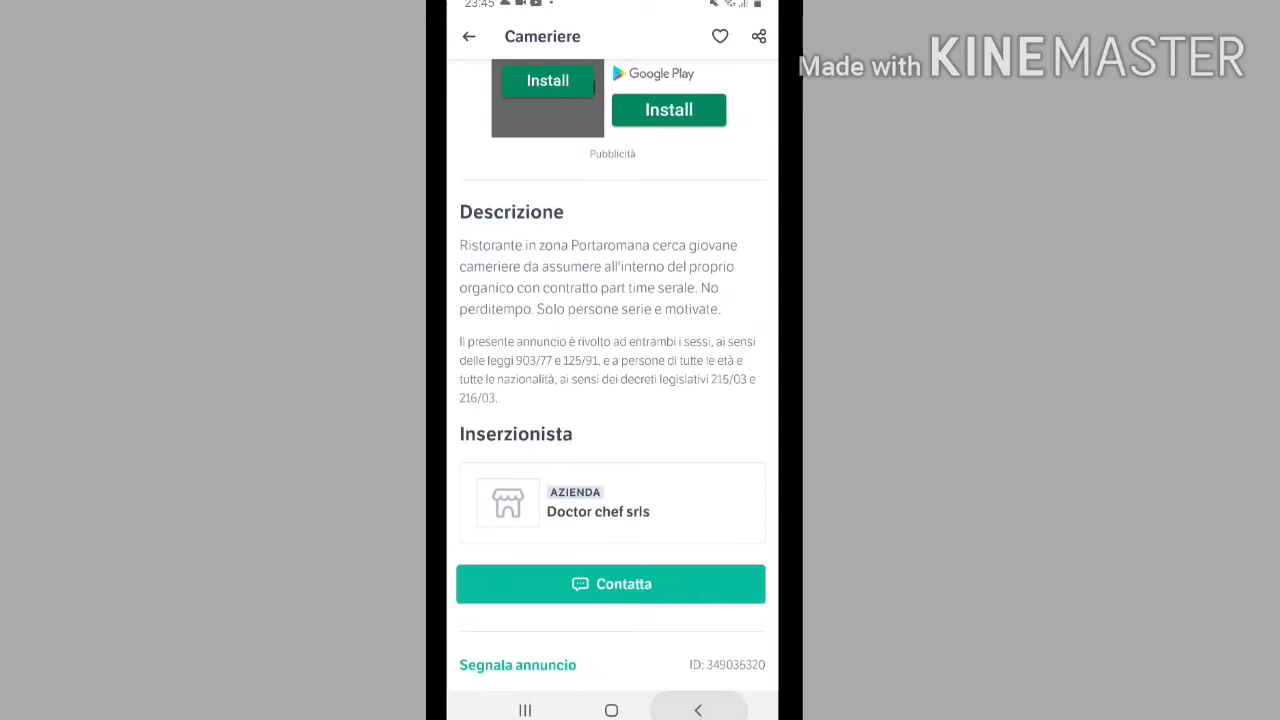 23:45
Cameriere
Made with KINEMASTER
Install
Google Play
Install
Pubblicità
Descrizione
Ristorante in zona Portaromana cerca giovane
cameriere da assumere all'interno del proprio
organico con contratto part time serale. No
perditempo. Solo persone serie e motivate.
Il presente annuncio è rivolto ad entrambi i sessi, ai sensi
delle leggi 903/77 e 125/91, e a persone di tutte le età e
tutte le nazionalità, ai sensi dei decreti legislativi 215/03 e
216/03.
Inserzionista
AZIENDA
Doctor chef srls
Contatta
Segnala annuncio
ID: 349036320